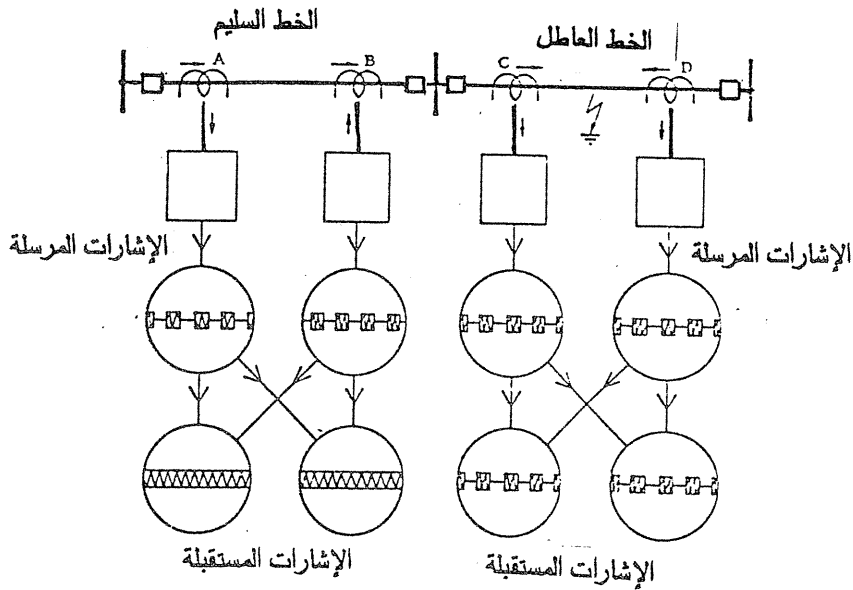 الخط السليم
الخط العاطل
A
B
C
D
الإشارات المرسلة
الإشارات المرسلة
الإشارات المستقبلة
الإشارات المستقبلة